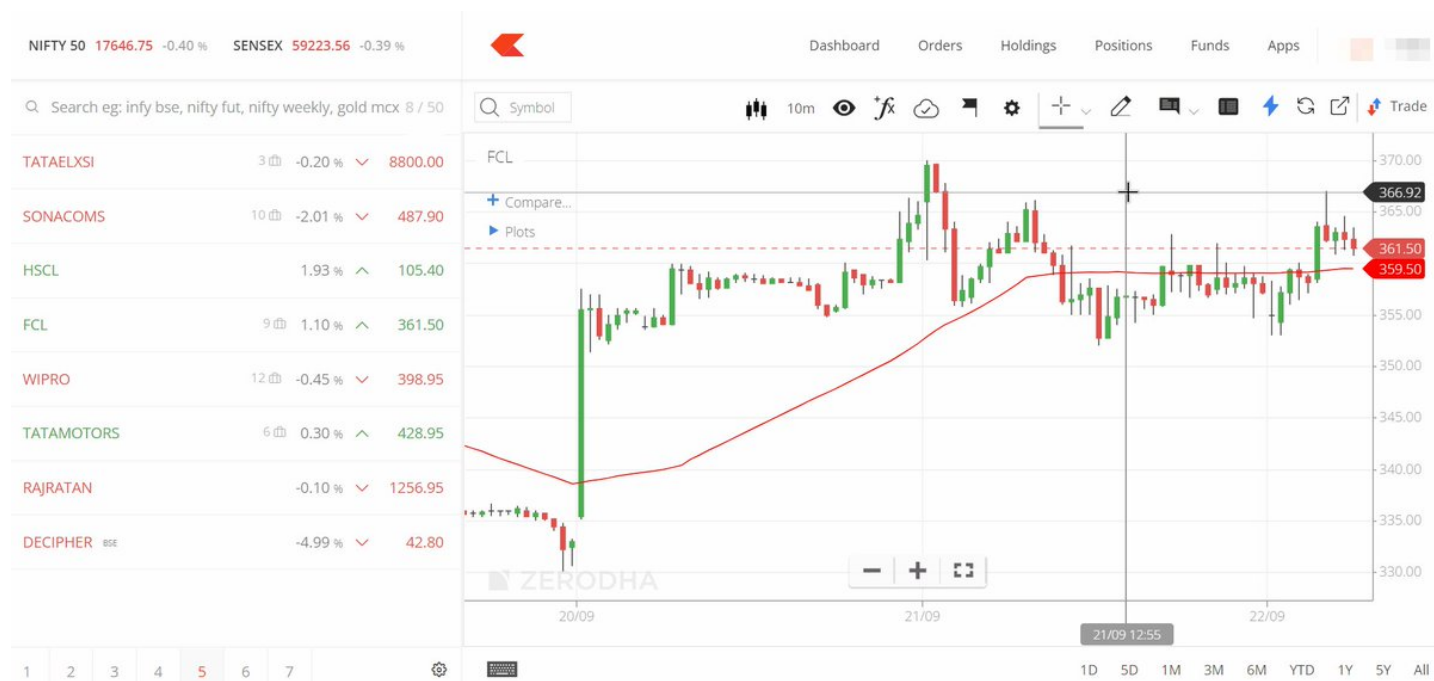 NIFTY 50 17646.75 -0.40 % SENSEX 59223.56 -0.39 %
Dashboard Orders Holdings Positions Funds Apps
Search eg: infy bse, nifty fut, nifty weekly, gold mcx 8 / 50
Symbol 10m Trade
TATAELXSI 3 -0.20 % 8800.00
SONACOMS 10 -2.01 % 487.90
HSCL 1.93 % 105.40
FCL 9 1.10 % 361.50
WIPRO 12 -0.45 % 398.95
TATAMOTORS 6 0.30 % 428.95
RAJRATAN -0.10 % 1256.95
DECIPHER BSE -4.99 % 42.80
1 2 3 4 5 6 7
FCL
Compare...
Plots
370.00
366.92
365.00
361.50
359.50
355.00
350.00
345.00
340.00
335.00
330.00
ZERODHA
20/09 21/09 22/09
21/09 12:55
1D 5D 1M 3M 6M YTD 1Y 5Y All